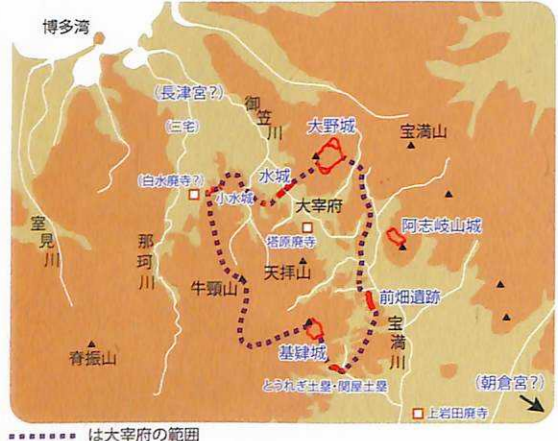 博多湾
(長津宮?)
(三宅)
御笠川
大野城
宝満山
(白水廃寺?)
水城
小水城
大宰府
塔原廃寺
阿志岐山城
室見川
那珂川
牛頸山
天拝山
前畑遺跡
宝満川
脊振山
基肄城
とうれぎ土塁・関屋土塁
(朝倉宮?)
上岩田廃寺
は大宰府の範囲